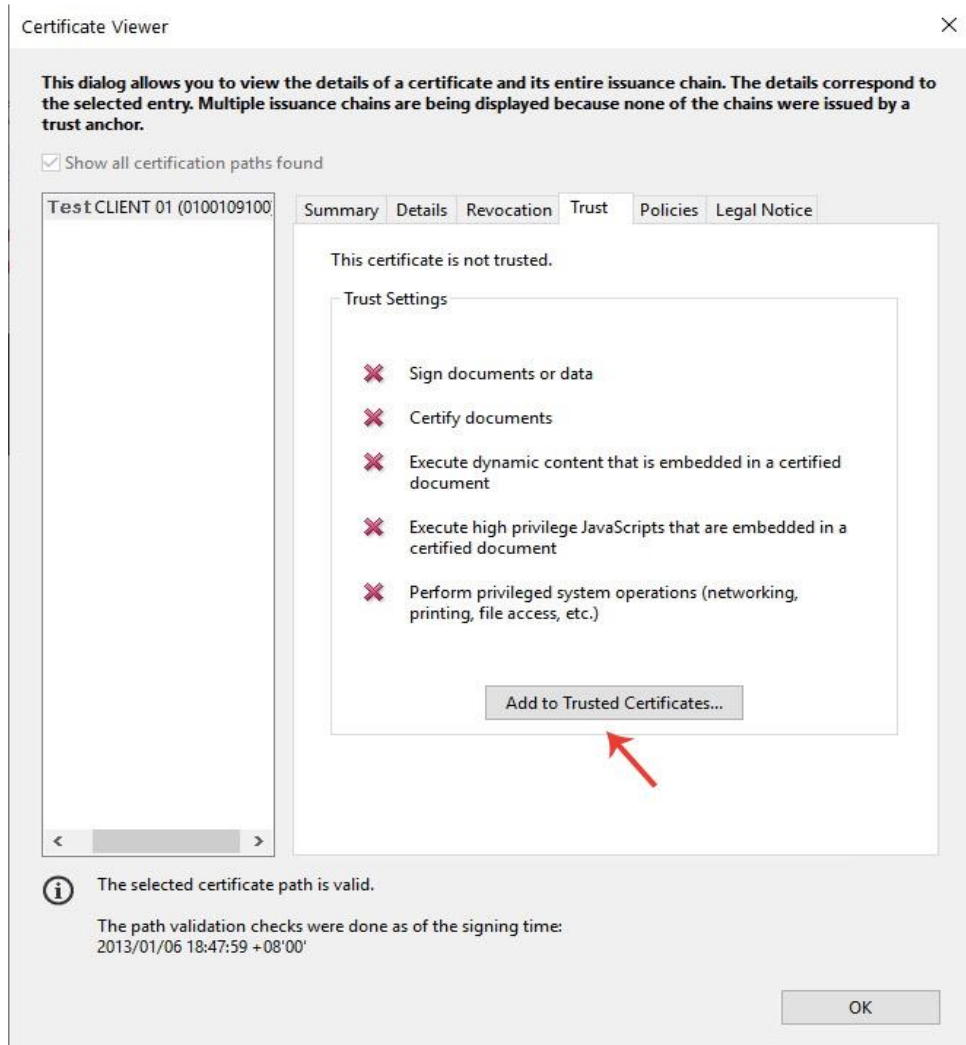 Certificate Viewer
This dialog allows you to view the details of a certificate and its entire issuance chain. The details correspond to
the selected entry. Multiple issuance chains are being displayed because none of the chains were issued by a
trust anchor.
Show all certification paths found
Test CLIENT 01 (0100109100)
Summary Details Revocation Trust Policies Legal Notice
This certificate is not trusted.
Trust Settings
Sign documents or data
Certify documents
Execute dynamic content that is embedded in a certified
document
Execute high privilege JavaScripts that are embedded in a
certified document
Perform privileged system operations (networking,
printing, file access, etc.)
Add to Trusted Certificates...
The selected certificate path is valid.
The path validation checks were done as of the signing time:
2013/01/06 18:47:59 +08'00'
OK